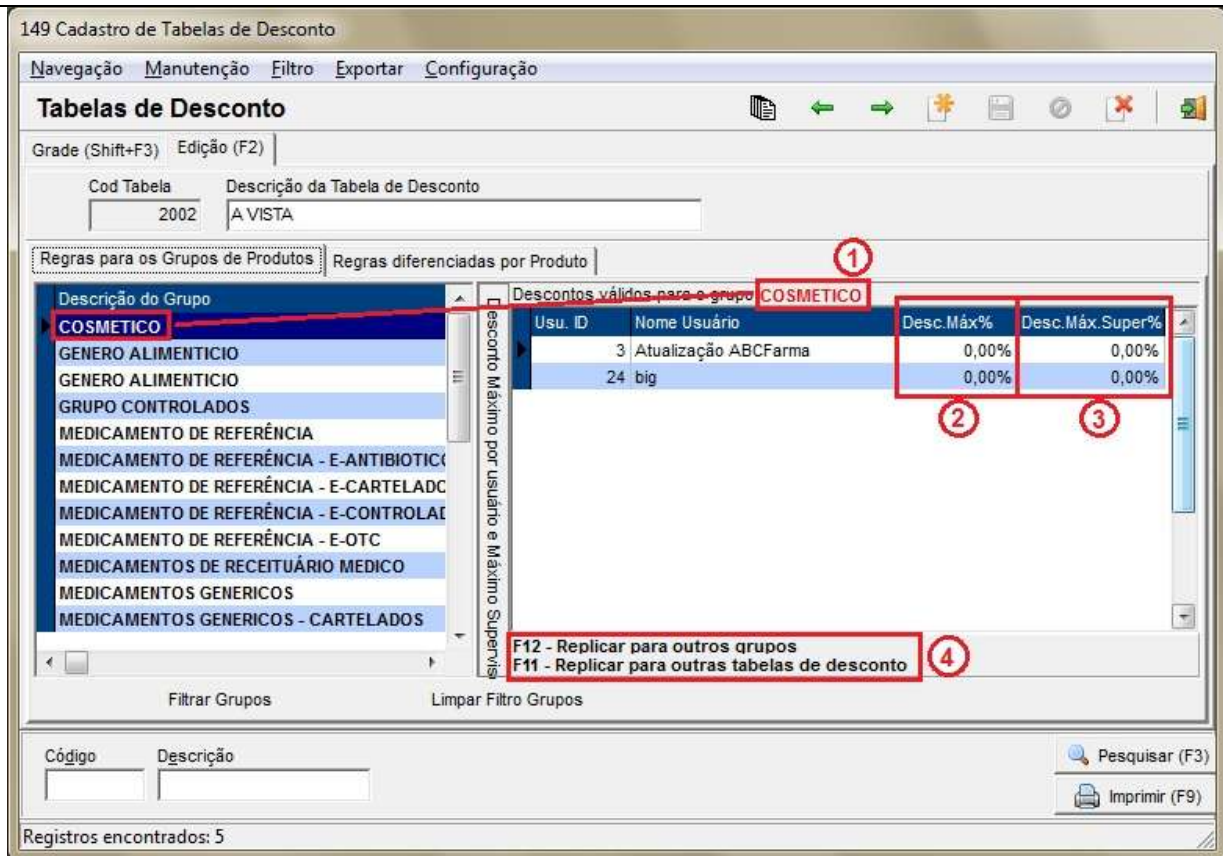 149 Cadastro de Tabelas de Desconto
Navegação Manutenção Filtro Exportar Configuração
Tabelas de Desconto
Grade (Shift+F3) Edição (F2)
Cod Tabela Descrição da Tabela de Desconto
2002 A VISTA
Regras para os Grupos de Produtos Regras diferenciadas por Produto
1
Descrição do Grupo
COSMETICO
GENERO ALIMENTICIO
GENERO ALIMENTICIO
GRUPO CONTROLADOS
MEDICAMENTO DE REFERÊNCIA
MEDICAMENTO DE REFERÊNCIA - E-ANTIBIOTICO
MEDICAMENTO DE REFERÊNCIA - E-CARTELADO
MEDICAMENTO DE REFERÊNCIA - E-CONTROLAD
MEDICAMENTO DE REFERÊNCIA - E-OTC
MEDICAMENTOS DE RECEITUÁRIO MEDICO
MEDICAMENTOS GENERICOS
MEDICAMENTOS GENERICOS - CARTELADOS
Desconto Máximo por usuário e Máximo Supervis
Descontos válidos para o grupo COSMETICO
Usu. ID Nome Usuário Desc.Máx% Desc.Máx.Super%
3 Atualização ABCFarma 0,00% 0,00%
24 big 0,00% 0,00%
2 3
F12 - Replicar para outros grupos
F11 - Replicar para outras tabelas de desconto
4
Filtrar Grupos Limpar Filtro Grupos
Código Descrição
Pesquisar (F3)
Imprimir (F9)
Registros encontrados: 5